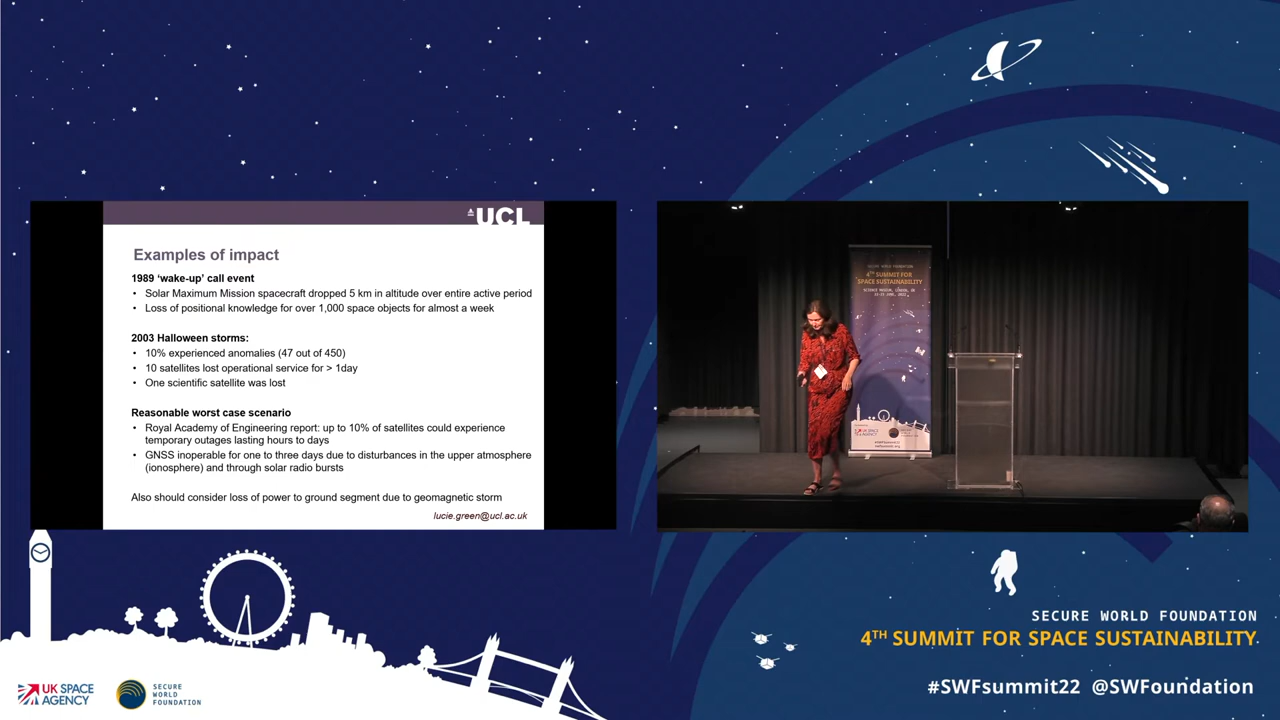 UCL
Examples of impact
1989 ‘wake-up’ call event
• Solar Maximum Mission spacecraft dropped 5 km in altitude over entire active period
• Loss of positional knowledge for over 1,000 space objects for almost a week
2003 Halloween storms:
• 10% experienced anomalies (47 out of 450)
• 10 satellites lost operational service for > 1day
• One scientific satellite was lost
Reasonable worst case scenario
• Royal Academy of Engineering report: up to 10% of satellites could experience
temporary outages lasting hours to days
• GNSS inoperable for one to three days due to disturbances in the upper atmosphere
(ionosphere) and through solar radio bursts
Also should consider loss of power to ground segment due to geomagnetic storm
lucie.green@ucl.ac.uk
SECURE WORLD FOUNDATION
4TH SUMMIT FOR
SPACE SUSTAINABILITY
UK SPACE
AGENCY
SECURE
WORLD
FOUNDATION
SECURE WORLD FOUNDATION
4TH SUMMIT FOR SPACE SUSTAINABILITY
#SWFsummit22 @SWFoundation